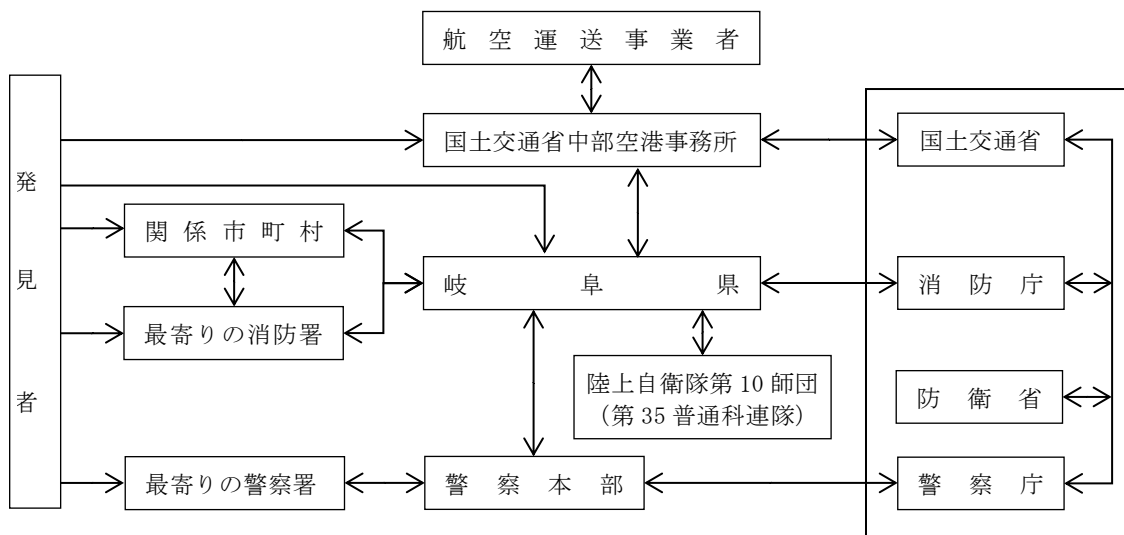 航空運送事業者
発見者
国土交通省中部空港事務所
国土交通省
関係市町村
岐阜県
消防庁
最寄りの消防署
陸上自衛隊第10師団
(第35普通科連隊)
防衛省
最寄りの警察署
警察本部
警察庁